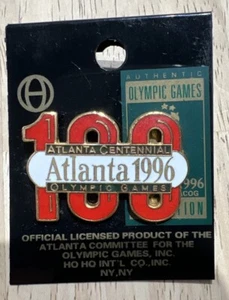 AUTHENTIC
OLYMPIC GAMES
100
ATLANTA CENTENNIAL
Atlanta 1996
OLYMPIC GAMES
1996
OFFICIAL LICENSED PRODUCT OF THE
ATLANTA COMMITTEE FOR THE
OLYMPIC GAMES, INC.
HO HO INT'L CO., INC.
NY, NY